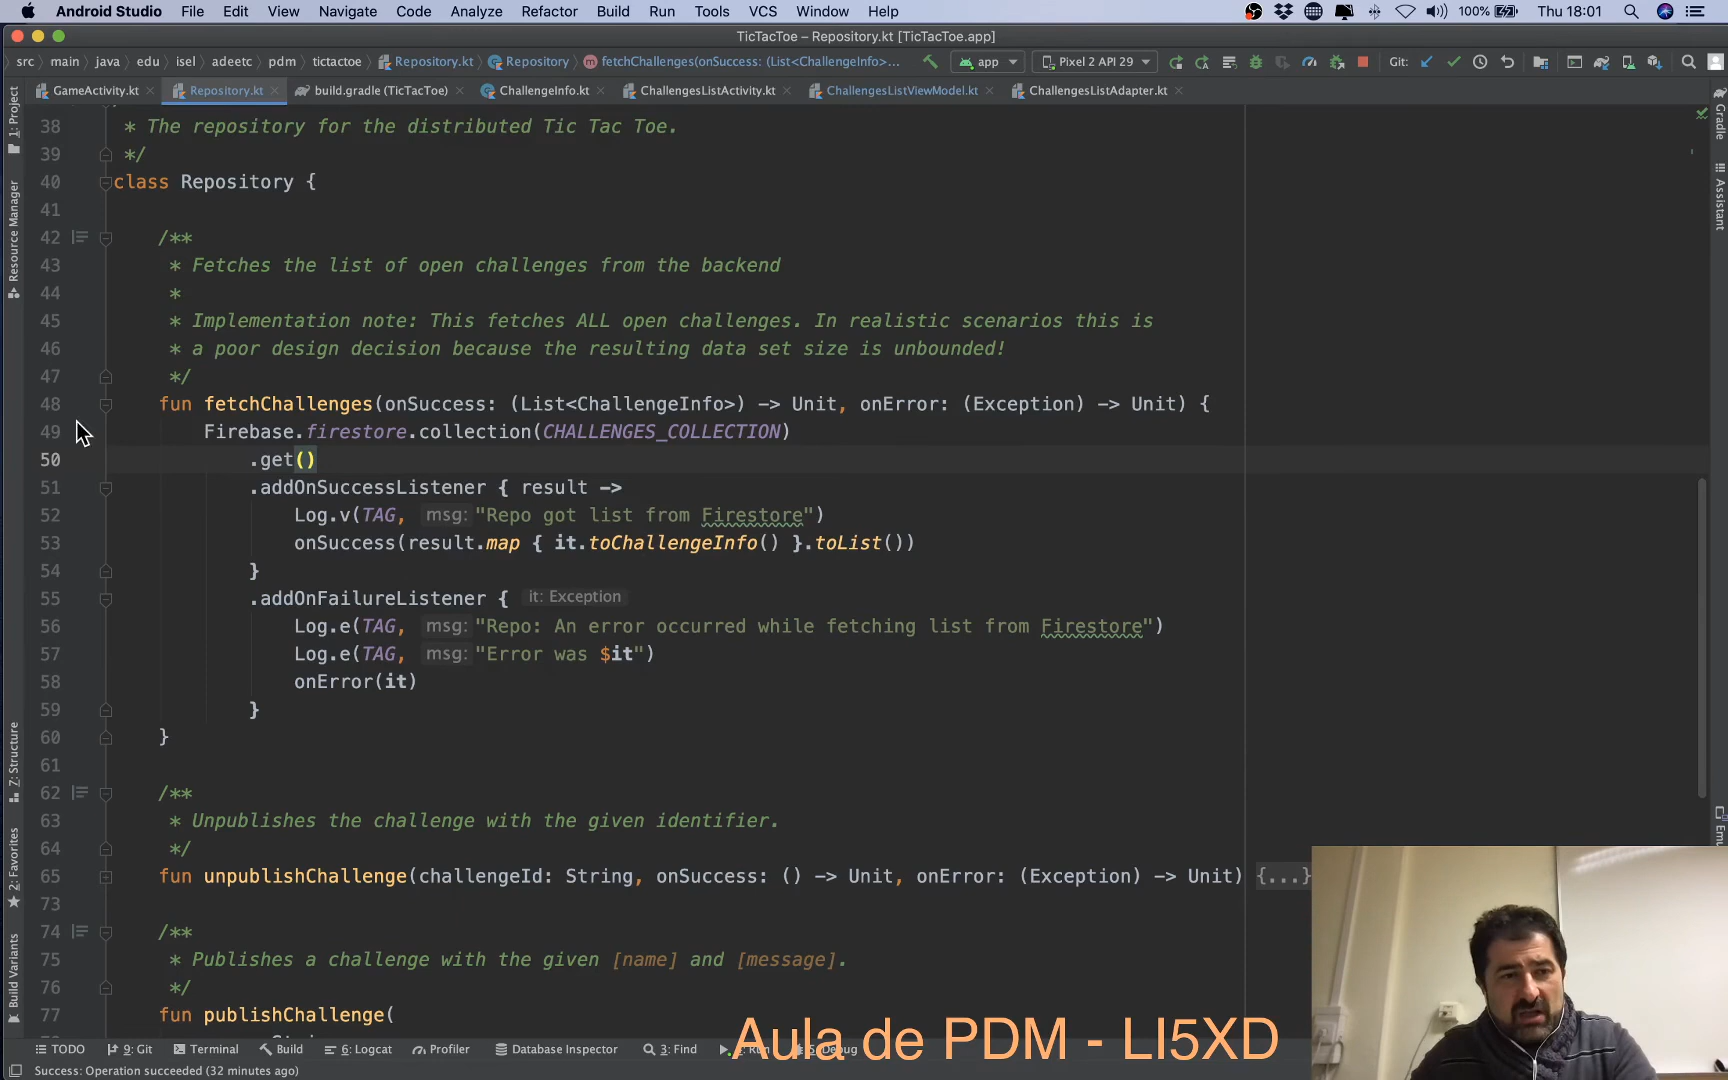 Android Studio File Edit View Navigate Code Analyze Refactor Build Run Tools VCS Window Help 100% Thu 18:01
TicTacToe – Repository.kt [TicTacToe.app]
src main java edu isel adeetc pdm tictactoe Repository.kt Repository fetchChallenges(onSuccess: (List<ChallengeInfo>... app Pixel 2 API 29 Git:
GameActivity.kt Repository.kt build.gradle (TicTacToe) ChallengeInfo.kt ChallengesListActivity.kt ChallengesListViewModel.kt ChallengesListAdapter.kt
1: Project
Resource Manager
7: Structure
2: Favorites
Build Variants
Gradle
Assistant
38 * The repository for the distributed Tic Tac Toe.
39 */
40 class Repository {
41
42 /**
43 * Fetches the list of open challenges from the backend
44 *
45 * Implementation note: This fetches ALL open challenges. In realistic scenarios this is
46 * a poor design decision because the resulting data set size is unbounded!
47 */
48 fun fetchChallenges(onSuccess: (List<ChallengeInfo>) -> Unit, onError: (Exception) -> Unit) {
49 Firebase.firestore.collection(CHALLENGES_COLLECTION)
50 .get()
51 .addOnSuccessListener { result ->
52 Log.v(TAG, msg: "Repo got list from Firestore")
53 onSuccess(result.map { it.toChallengeInfo() }.toList())
54 }
55 .addOnFailureListener { it: Exception
56 Log.e(TAG, msg: "Repo: An error occurred while fetching list from Firestore")
57 Log.e(TAG, msg: "Error was $it")
58 onError(it)
59 }
60 }
61
62 /**
63 * Unpublishes the challenge with the given identifier.
64 */
65 fun unpublishChallenge(challengeId: String, onSuccess: () -> Unit, onError: (Exception) -> Unit) {...}
73
74 /**
75 * Publishes a challenge with the given [name] and [message].
76 */
77 fun publishChallenge(
Aula de PDM - LI5XD
TODO 9: Git Terminal Build 6: Logcat Profiler Database Inspector 3: Find
Success: Operation succeeded (32 minutes ago)